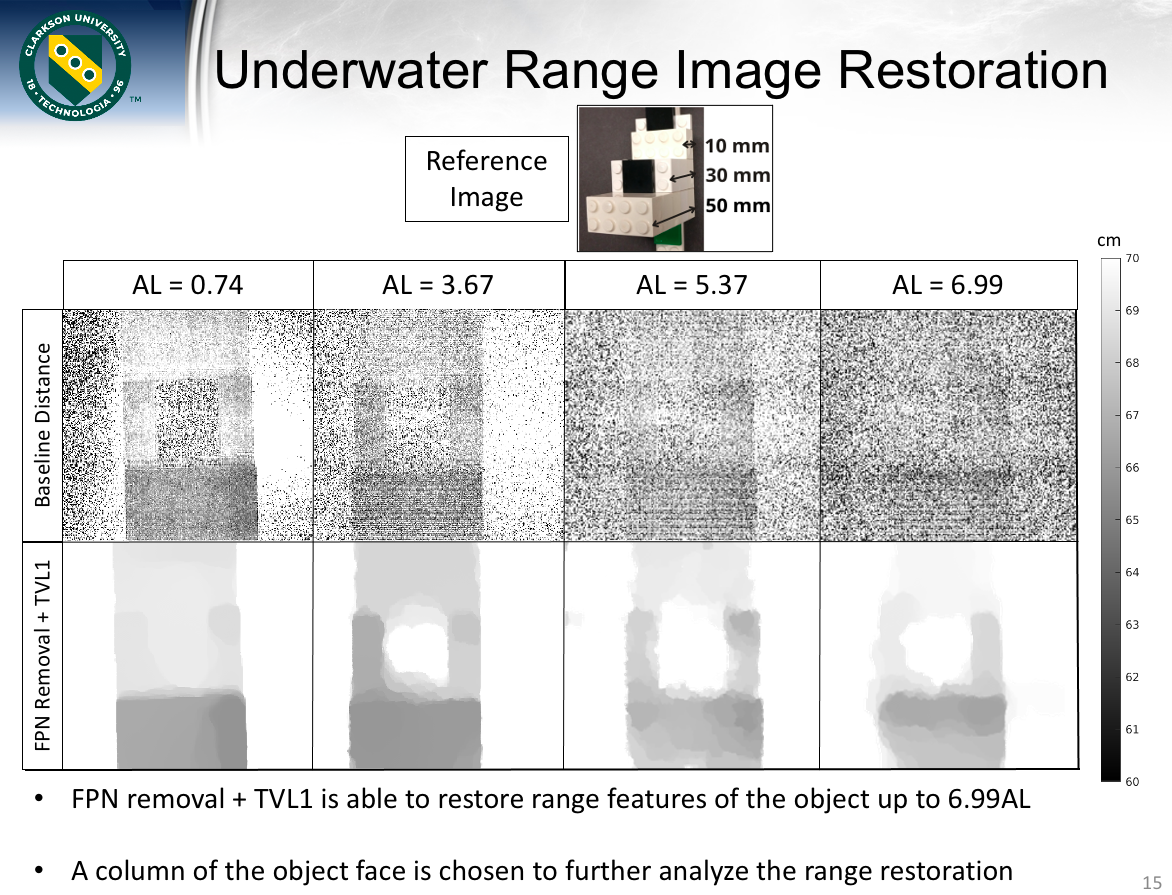 CLARKSON UNIVERSITY
18 • TECHNOLOGIA • 96
TM
Underwater Range Image Restoration
Reference
Image
10 mm
30 mm
50 mm
cm
AL = 0.74
AL = 3.67
AL = 5.37
AL = 6.99
Baseline Distance
FPN Removal + TVL1
70
69
68
67
66
65
64
63
62
61
60
• FPN removal + TVL1 is able to restore range features of the object up to 6.99AL
• A column of the object face is chosen to further analyze the range restoration
15